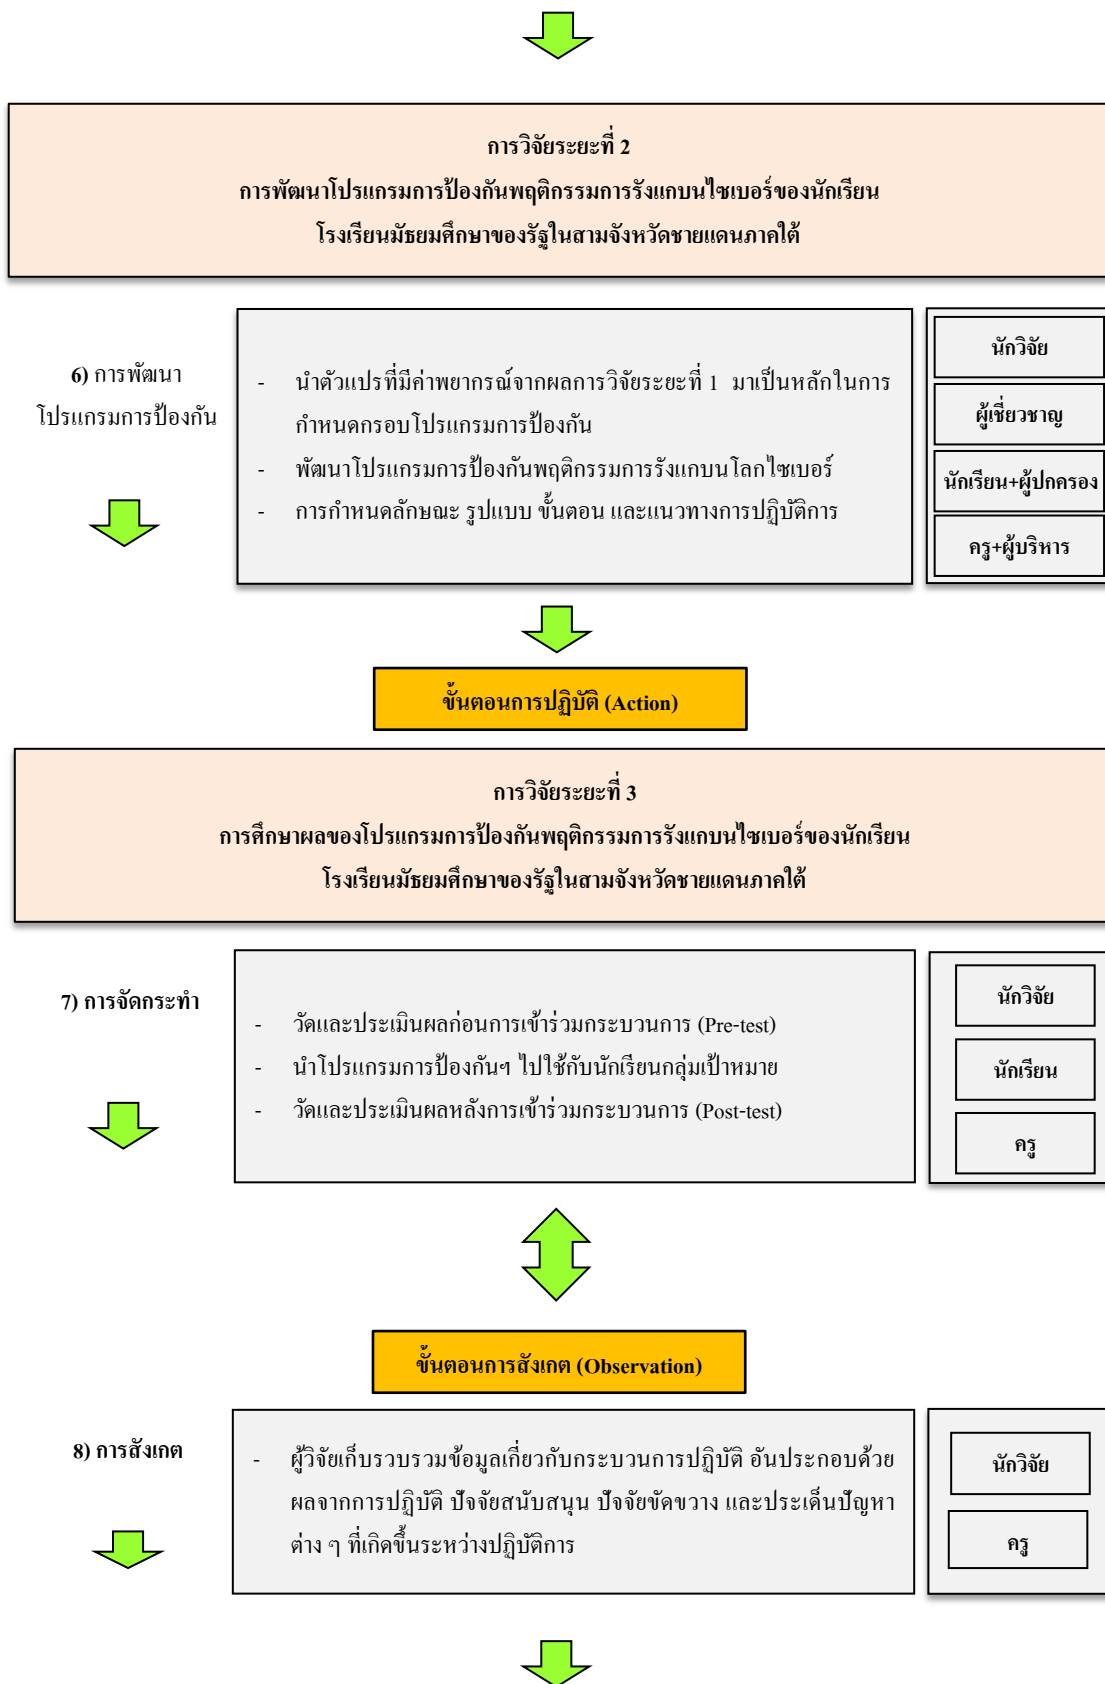 การวิจัยระยะที่ 2
การพัฒนาโปรแกรมการป้องกันพฤติกรรมการรังแกบนไซเบอร์ของนักเรียน
โรงเรียนมัธยมศึกษาของรัฐในสามจังหวัดชายแดนภาคใต้
6) การพัฒนา
โปรแกรมการป้องกัน
- นำตัวแปรที่มีค่าพยากรณ์จากผลการวิจัยระยะที่ 1 มาเป็นหลักในการ
กำหนดกรอบโปรแกรมการป้องกัน
- พัฒนาโปรแกรมการป้องกันพฤติกรรมการรังแกบนโลกไซเบอร์
- การกำหนดลักษณะ รูปแบบ ขั้นตอน และแนวทางการปฏิบัติการ
นักวิจัย
ผู้เชี่ยวชาญ
นักเรียน+ผู้ปกครอง
ครู+ผู้บริหาร
ขั้นตอนการปฏิบัติ (Action)
การวิจัยระยะที่ 3
การศึกษาผลของโปรแกรมการป้องกันพฤติกรรมการรังแกบนไซเบอร์ของนักเรียน
โรงเรียนมัธยมศึกษาของรัฐในสามจังหวัดชายแดนภาคใต้
7) การจัดกระทำ
- วัดและประเมินผลก่อนการเข้าร่วมกระบวนการ (Pre-test)
- นำโปรแกรมการป้องกันฯ ไปใช้กับนักเรียนกลุ่มเป้าหมาย
- วัดและประเมินผลหลังการเข้าร่วมกระบวนการ (Post-test)
นักวิจัย
นักเรียน
ครู
ขั้นตอนการสังเกต (Observation)
8) การสังเกต
- ผู้วิจัยเก็บรวบรวมข้อมูลเกี่ยวกับกระบวนการปฏิบัติ อันประกอบด้วย
ผลจากการปฏิบัติ ปัจจัยสนับสนุน ปัจจัยขัดขวาง และประเด็นปัญหา
ต่าง ๆ ที่เกิดขึ้นระหว่างปฏิบัติการ
นักวิจัย
ครู